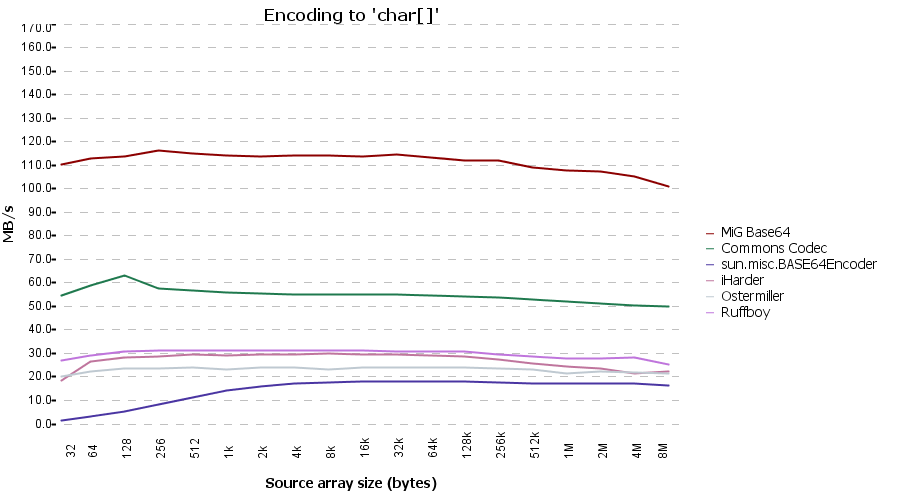 Encoding to 'char[]'
170.0
160.0
150.0
140.0
130.0
120.0
110.0
100.0
90.0
80.0
70.0
60.0
50.0
40.0
30.0
20.0
10.0
0.0
MB/s
32 64 128 256 512 1k 2k 4k 8k 16k 32k 64k 128k 256k 512k 1M 2M 4M 8M
Source array size (bytes)
MiG Base64
Commons Codec
sun.misc.BASE64Encoder
iHarder
Ostermiller
Ruffboy